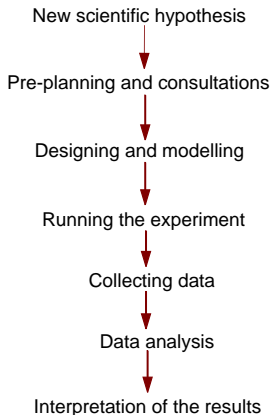 New scientific hypothesis
Pre-planning and consultations
Designing and modelling
Running the experiment
Collecting data
Data analysis
Interpretation of the results